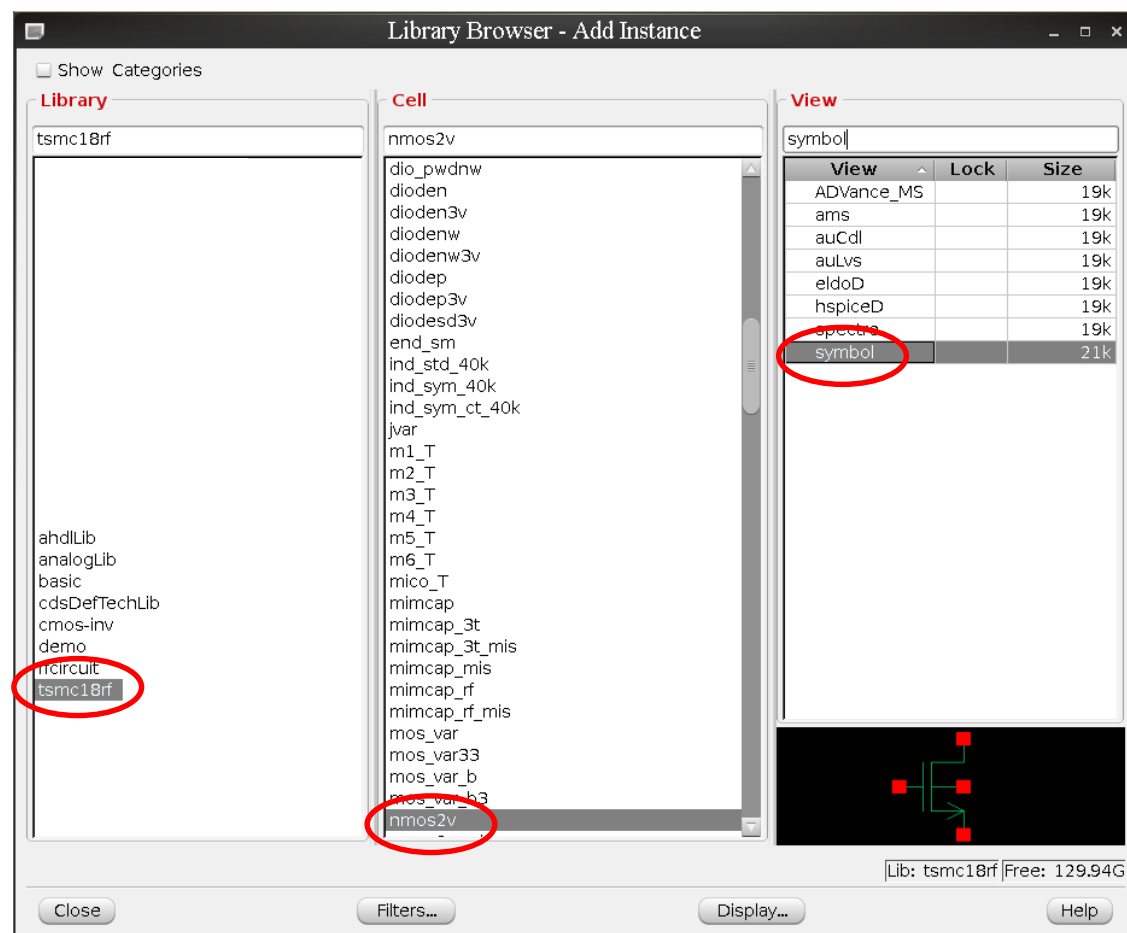 Library Browser - Add Instance
Show Categories
Library
tsmc18rf
ahdlLib
analogLib
basic
cdsDefTechLib
cmos-inv
demo
rfcircuit
tsmc18rf
Cell
nmos2v
dio_pwdnw
dioden
dioden3v
diodenw
diodenw3v
diodep
diodep3v
diodesd3v
end_sm
ind_std_40k
ind_sym_40k
ind_sym_ct_40k
jvar
m1_T
m2_T
m3_T
m4_T
m5_T
m6_T
mico_T
mimcap
mimcap_3t
mimcap_3t_mis
mimcap_mis
mimcap_rf
mimcap_rf_mis
mos_var
mos_var33
mos_var_b
mos_var_b3
nmos2v
View
symbol
View Lock Size
ADVance_MS 19k
ams 19k
auCdl 19k
auLvs 19k
eldoD 19k
hspiceD 19k
spectre 19k
symbol 21k
Lib: tsmc18rf Free: 129.94G
Close Filters... Display... Help